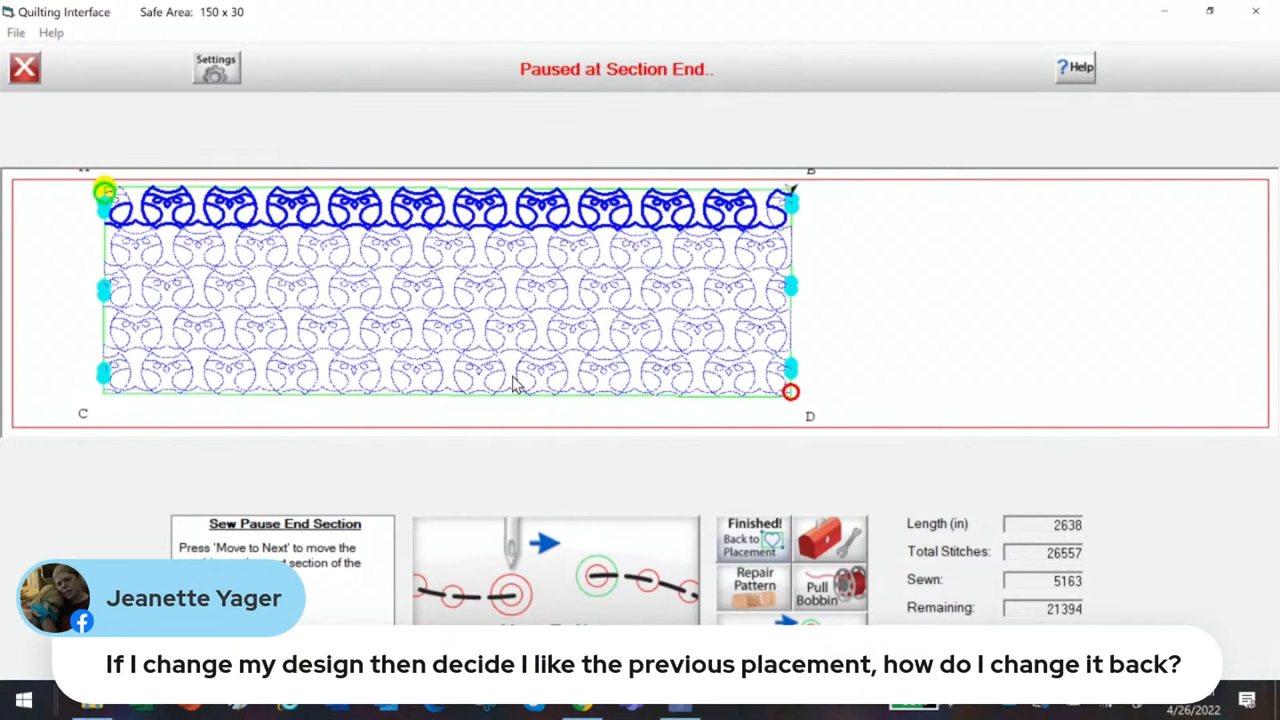 Quilting Interface Safe Area: 150 x 30
File Help
Settings
Paused at Section End..
?Help
B
C
D
Sew Pause End Section
Press 'Move to Next' to move the
section of the
Finished!
Back to
Placement
Repair
Pattern
Pull
Bobbin
Length (in) 2638
Total Stitches: 26557
Sewn: 5163
Remaining: 21394
Jeanette Yager
If I change my design then decide I like the previous placement, how do I change it back?
4/26/2022